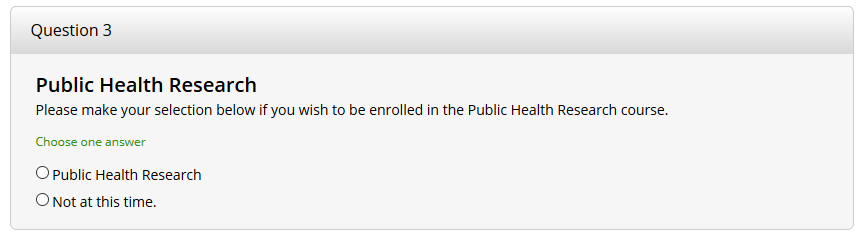 Question 3
Public Health Research
Please make your selection below if you wish to be enrolled in the Public Health Research course.
Choose one answer
Public Health Research
Not at this time.